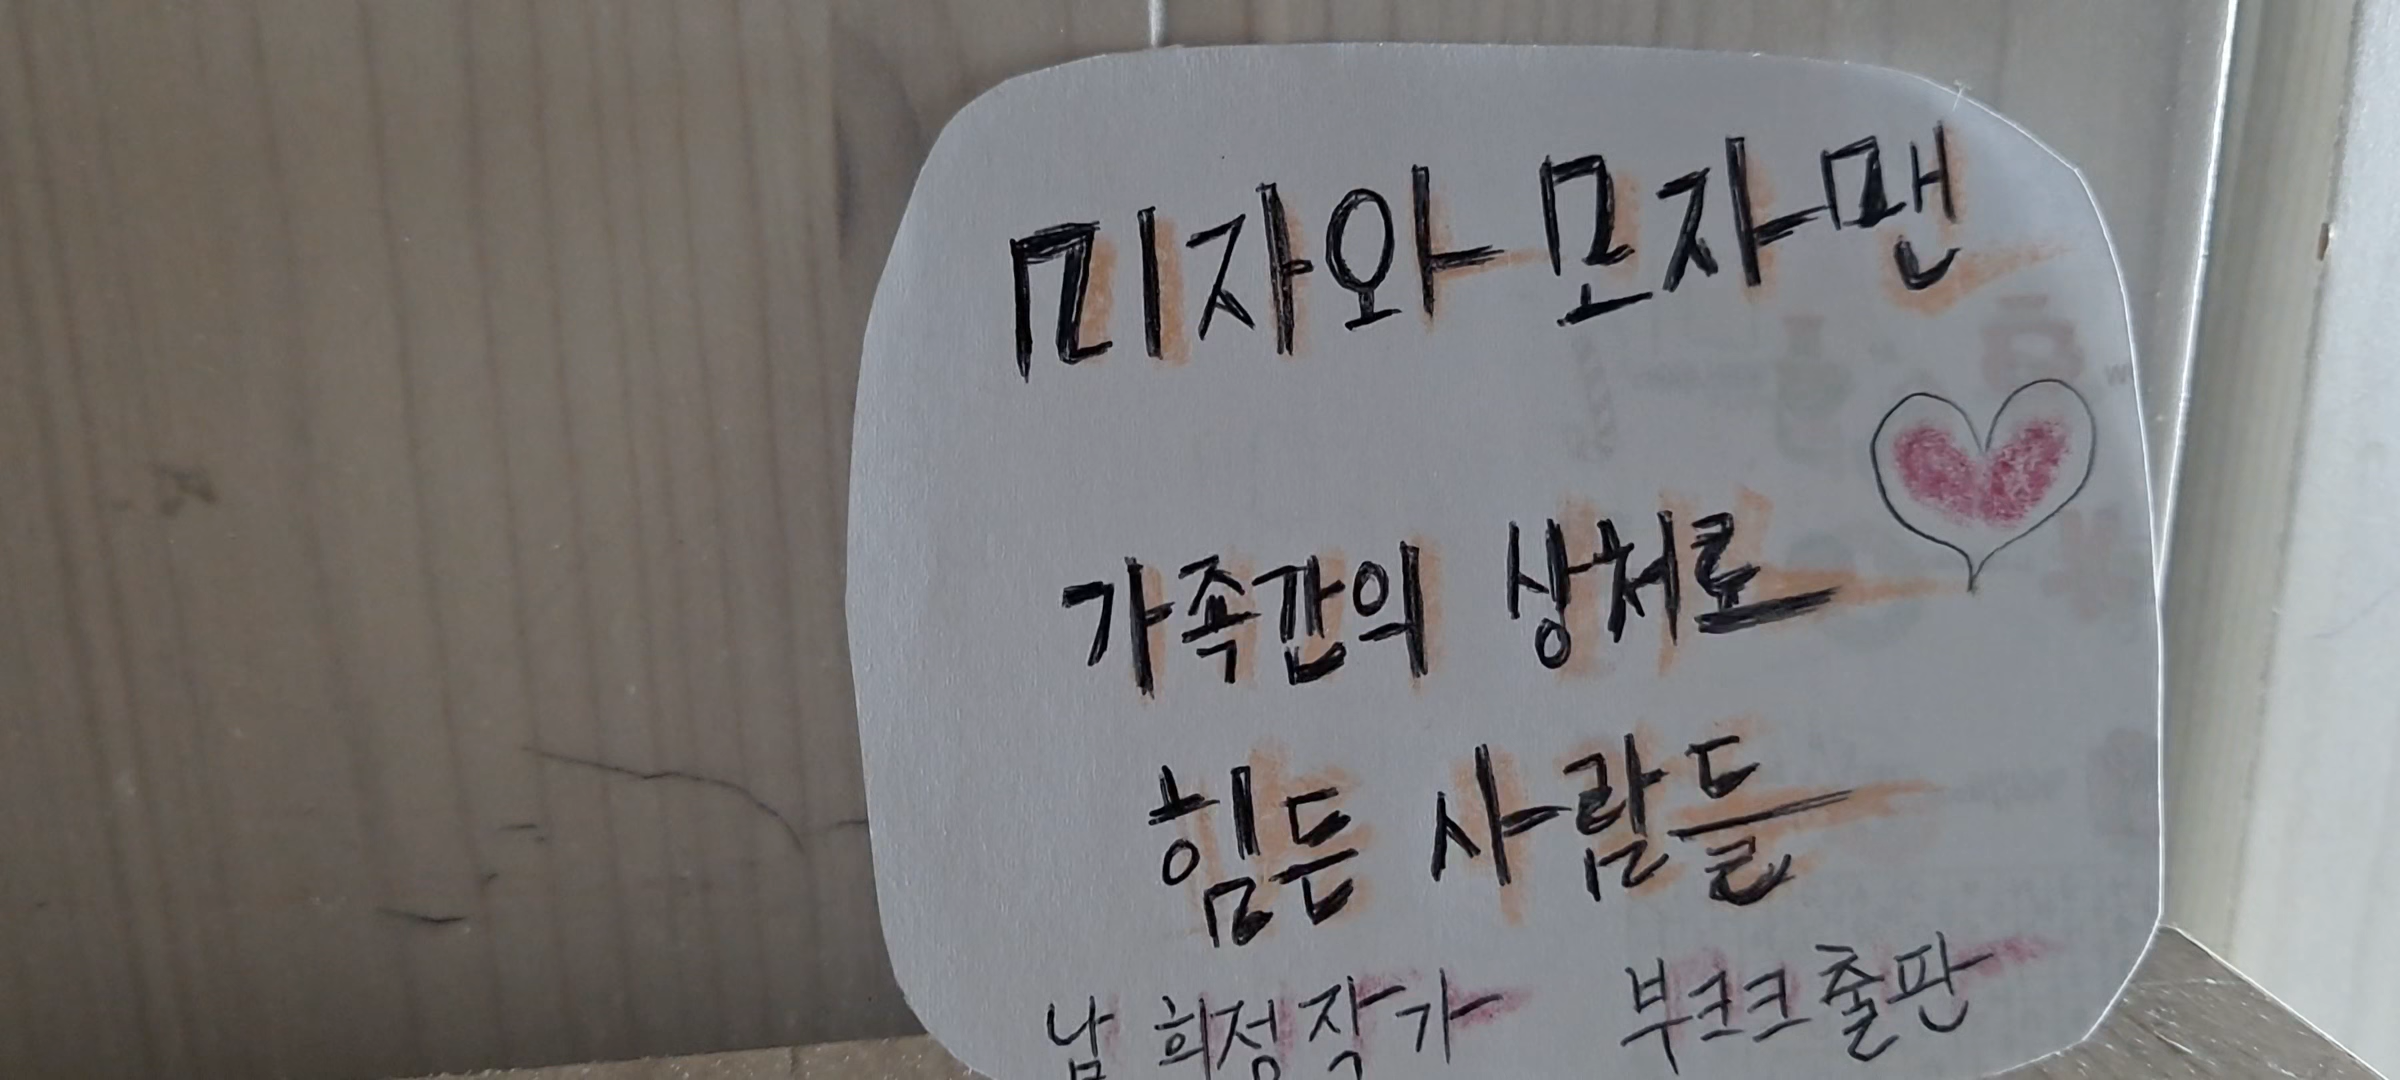 미자와 모자맨
가족간의 상처로
힘든 사람들
남희정작가 부크크출판